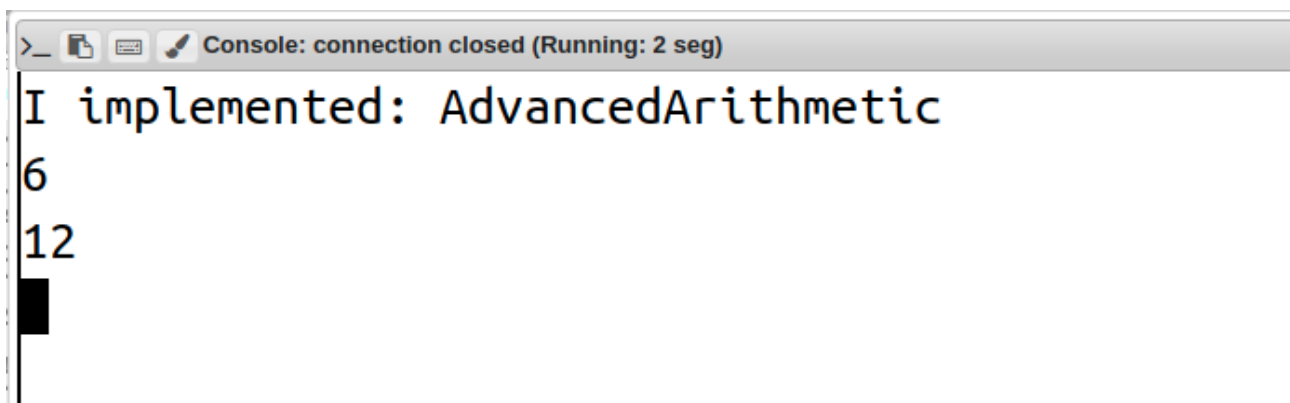 >_ Console: connection closed (Running: 2 seg)
I implemented: AdvancedArithmetic
6
12